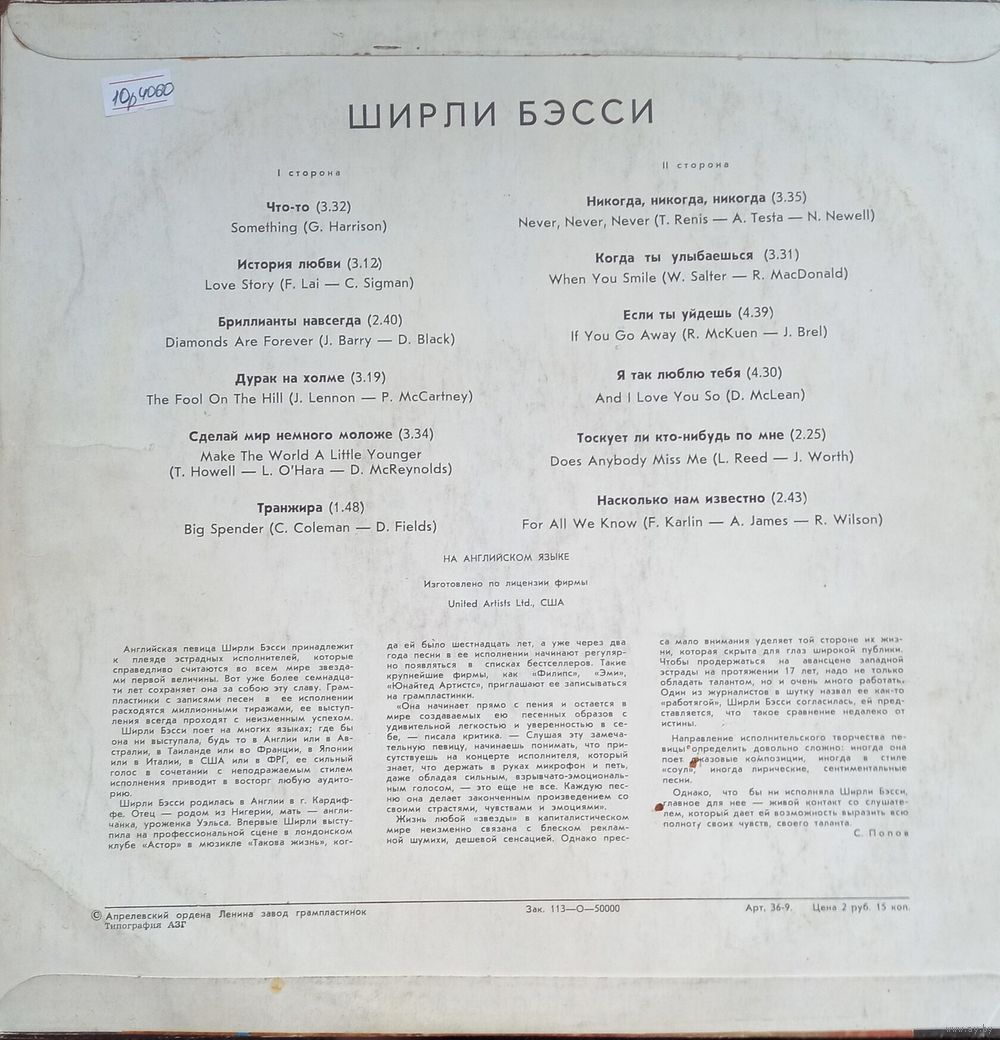 10р4060
ШИРЛИ БЭССИ
I сторона
Что-то (3.32)
Something (G. Harrison)
История любви (3.12)
Love Story (F. Lai — C. Sigman)
Бриллианты навсегда (2.40)
Diamonds Are Forever (J. Barry — D. Black)
Дурак на холме (3.19)
The Fool On The Hill (J. Lennon — P. McCartney)
Сделай мир немного моложе (3.34)
Make The World A Little Younger
(T. Howell — L. O'Hara — D. McReynolds)
Транжира (1.48)
Big Spender (C. Coleman — D. Fields)
II сторона
Никогда, никогда, никогда (3.35)
Never, Never, Never (T. Renis — A. Testa — N. Newell)
Когда ты улыбаешься (3.31)
When You Smile (W. Salter — R. MacDonald)
Если ты уйдешь (4.39)
If You Go Away (R. McKuen — J. Brel)
Я так люблю тебя (4.30)
And I Love You So (D. McLean)
Тоскует ли кто-нибудь по мне (2.25)
Does Anybody Miss Me (L. Reed — J. Worth)
Насколько нам известно (2.43)
For All We Know (F. Karlin — A. James — R. Wilson)
НА АНГЛИЙСКОМ ЯЗЫКЕ
Изготовлено по лицензии фирмы
United Artists Ltd., США
Английская певица Ширли Бэсси принадлежит
к плеяде эстрадных исполнителей, которые
справедливо считаются во всем мире звезда-
ми первой величины. Вот уже более семнадца-
ти лет сохраняет она за собою эту славу. Грам-
пластинки с записями песен в ее исполнении
расходятся миллионными тиражами, ее выступ-
ления всегда проходят с неизменным успехом.
Ширли Бэсси поет на многих языках; где бы
она ни выступала, будь то в Англии или в Ав-
стралии, в Таиланде или во Франции, в Японии
или в Италии, в США или в ФРГ, ее сильный
голос в сочетании с неподражаемым стилем
исполнения приводит в восторг любую аудито-
рию.
Ширли Бэсси родилась в Англии в г. Кардиф-
фе. Отец — родом из Нигерии, мать — англи-
чанка, уроженка Уэльса. Впервые Ширли высту-
пила на профессиональной сцене в лондонском
клубе «Астор» в мюзикле «Такова жизнь», ког-
да ей было шестнадцать лет, а уже через два
года песни в ее исполнении начинают регуляр-
но появляться в списках бестселлеров. Такие
крупнейшие фирмы, как «Филипс», «Эми»,
«Юнайтед Артистс», приглашают ее записываться
на грампластинки.
«Она начинает прямо с пения и остается в
мире создаваемых ею песенных образов с
удивительной легкостью и уверенностью в се-
бе, — писала критика. — Слушая эту замеча-
тельную певицу, начинаешь понимать, что при-
сутствуешь на концерте исполнителя, который
знает, что держать в руках микрофон и петь,
даже обладая сильным, взрывчато-эмоциональ-
ным голосом, — это еще не все. Каждую пес-
ню она делает законченным произведением со
своими страстями, чувствами и эмоциями».
Жизнь любой «звезды» в капиталистическом
мире неизменно связана с блеском реклам-
ной шумихи, дешевой сенсацией. Однако прес-
са мало внимания уделяет той стороне их жиз-
ни, которая скрыта для глаз широкой публики.
Чтобы продержаться на авансцене западной
эстрады на протяжении 17 лет, надо не только
обладать талантом, но и очень много работать.
Один из журналистов в шутку назвал ее как-то
«работягой», Ширли Бэсси согласилась, ей пред-
ставляется, что такое сравнение недалеко от
истины.
Направление исполнительского творчества пе-
вицы определить довольно сложно: иногда она
поет джазовые композиции, иногда в стиле
«соул», иногда лирические, сентиментальные
песни.
Однако, что бы ни исполняла Ширли Бэсси,
главное для нее — живой контакт со слушате-
лем, который дает ей возможность выразить всю
полноту своих чувств, своего таланта.
С. Попов
© Апрелевский ордена Ленина завод грампластинок
Типография АЗГ
Зак. 113—О—50000
Арт. 36-9. Цена 2 руб. 15 коп.
www.ay.by